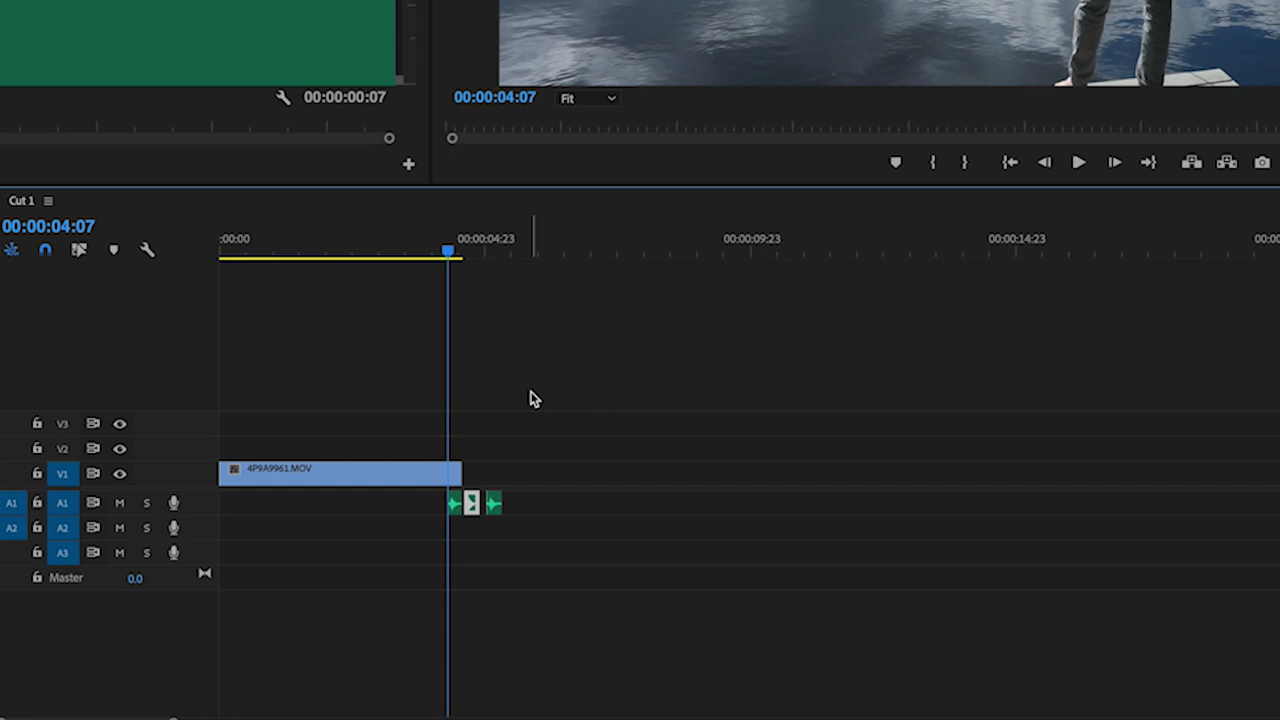 00:00:00:07
00:00:04:07 Fit
Cut 1
00:00:04:07
:00:00 00:00:04:23 00:00:09:23 00:00:14:23 00:00
V3
V2
V1 4P9A9961.MOV
A1 A1 M S
A2 A2 M S
A3 M S
Master 0.0